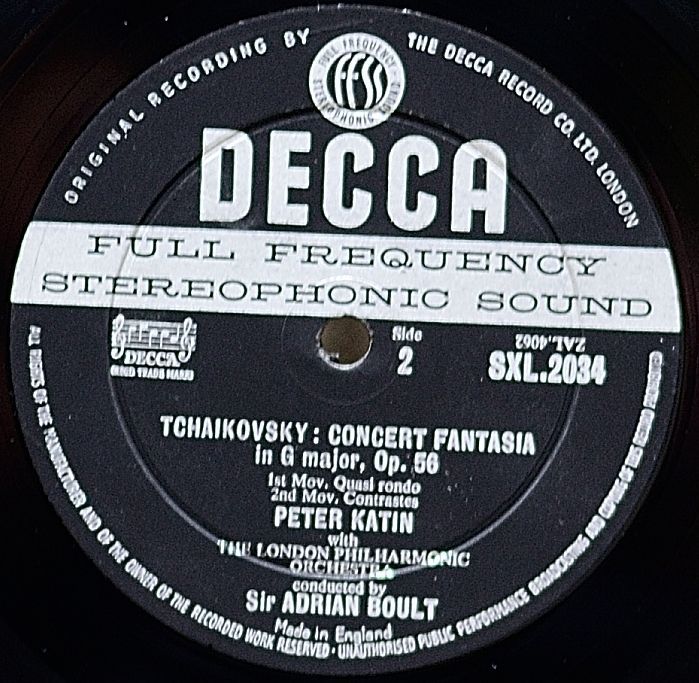 ORIGINAL RECORDING BY THE DECCA RECORD CO. LTD. LONDON
FULL FREQUENCY STEREOPHONIC SOUND
FFSS
DECCA
FULL FREQUENCY
STEREOPHONIC SOUND
DECCA
Side
2
ZAL.4062
SXL.2034
TCHAIKOVSKY : CONCERT FANTASIA
in G major, Op. 56
1st Mov. Quasi rondo
2nd Mov. Contrastes
PETER KATIN
with
THE LONDON PHILHARMONIC
ORCHESTRA
conducted by
Sir ADRIAN BOULT
Made in England
ALL RIGHTS OF THE MANUFACTURER AND OF THE OWNER OF THE RECORDED WORK RESERVED · UNAUTHORISED PUBLIC PERFORMANCE BROADCASTING AND COPYING OF THIS RECORD PROHIBITED